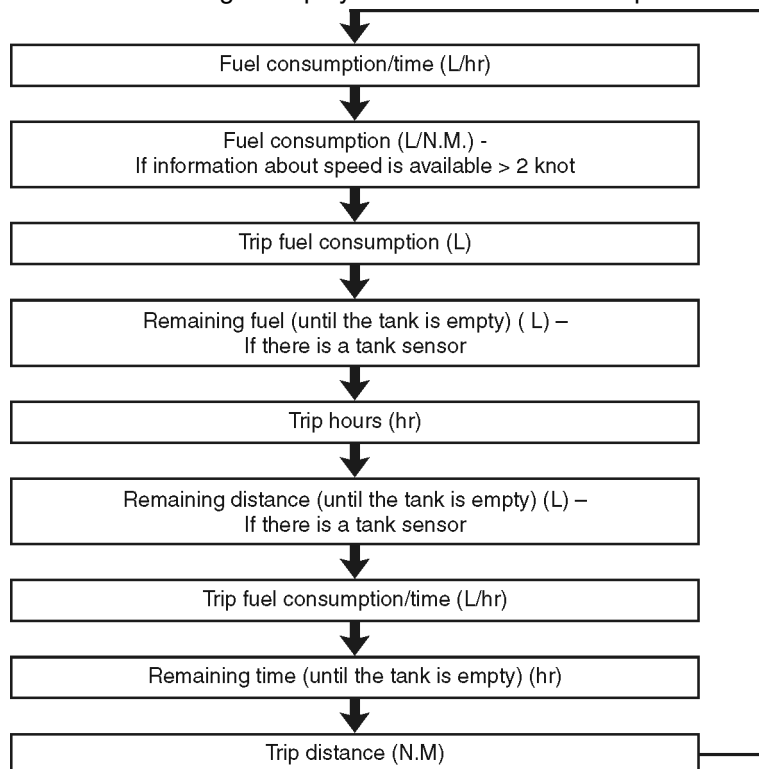 Fuel consumption/time (L/hr)
Fuel consumption (L/N.M.) -
If information about speed is available > 2 knot
Trip fuel consumption (L)
Remaining fuel (until the tank is empty) ( L) –
If there is a tank sensor
Trip hours (hr)
Remaining distance (until the tank is empty) (L) –
If there is a tank sensor
Trip fuel consumption/time (L/hr)
Remaining time (until the tank is empty) (hr)
Trip distance (N.M)